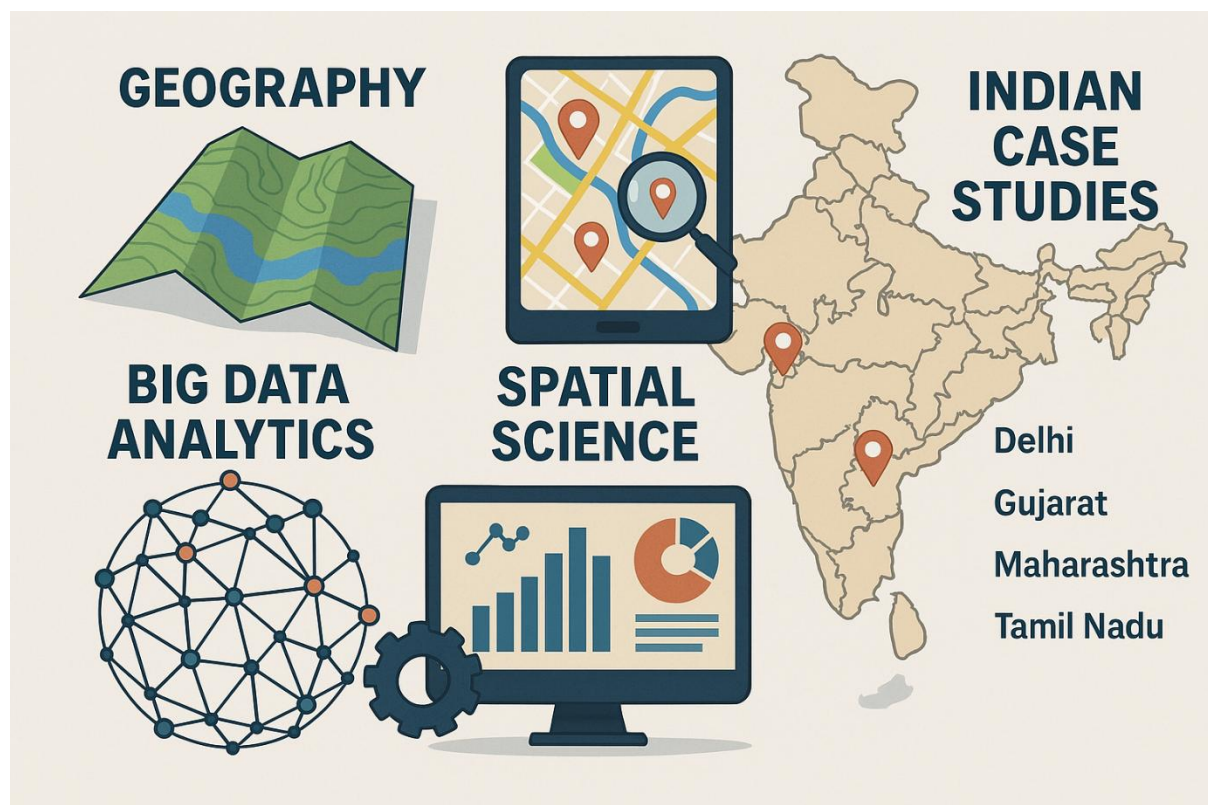 GEOGRAPHY
BIG DATA
ANALYTICS
SPATIAL
SCIENCE
INDIAN
CASE
STUDIES
Delhi
Gujarat
Maharashtra
Tamil Nadu